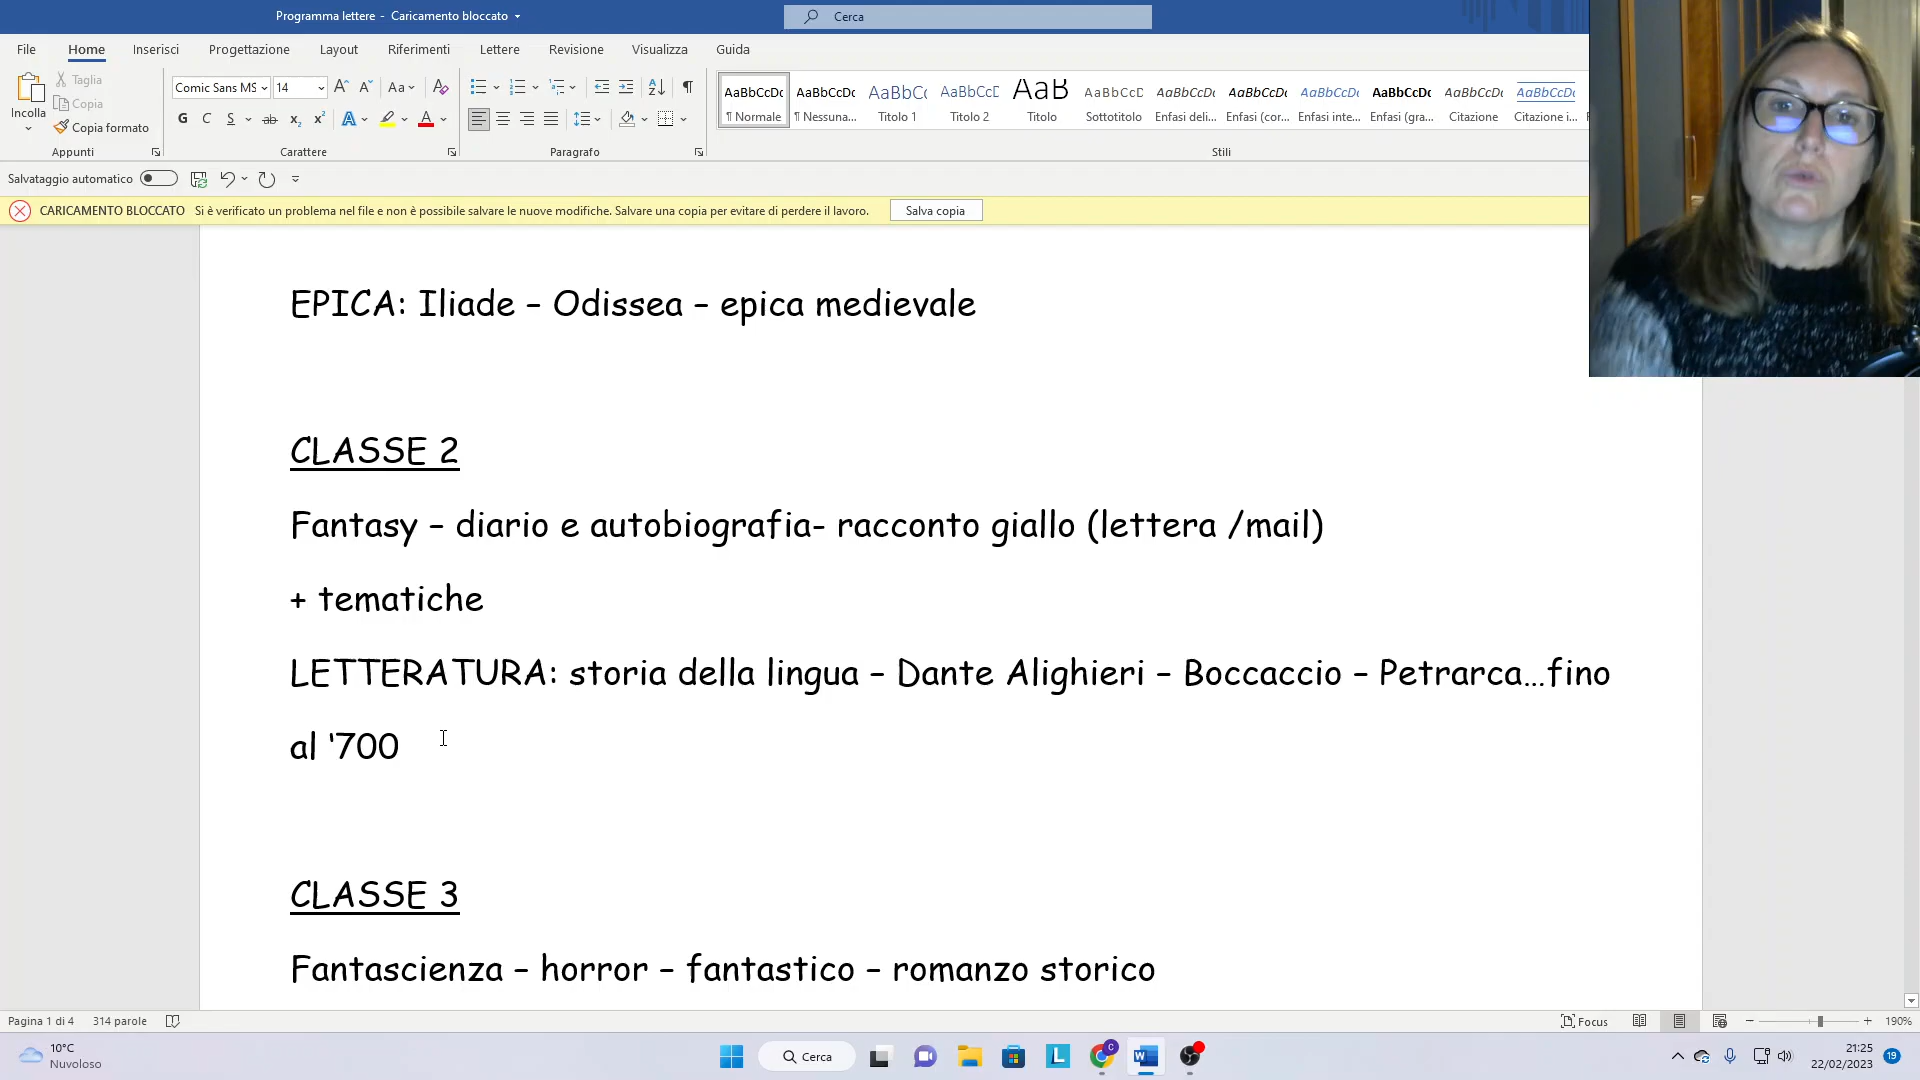 Programma lettere - Caricamento bloccato
Cerca
File Home Inserisci Progettazione Layout Riferimenti Lettere Revisione Visualizza Guida
Incolla
Taglia
Copia
Copia formato
Appunti
Comic Sans MS 14
Carattere
Paragrafo
AaBbCcDc AaBbCcDc AaBbCc AaBbCcD AaB AaBbCcD AaBbCcDc AaBbCcDc AaBbCcDc AaBbCcDc AaBbCcDc AaBbCcDc
¶ Normale ¶ Nessuna... Titolo 1 Titolo 2 Titolo Sottotitolo Enfasi deli... Enfasi (cor... Enfasi inte... Enfasi (gra... Citazione Citazione i...
Stili
Salvataggio automatico
CARICAMENTO BLOCCATO Si è verificato un problema nel file e non è possibile salvare le nuove modifiche. Salvare una copia per evitare di perdere il lavoro. Salva copia
EPICA: Iliade – Odissea – epica medievale
CLASSE 2
Fantasy – diario e autobiografia- racconto giallo (lettera /mail)
+ tematiche
LETTERATURA: storia della lingua – Dante Alighieri – Boccaccio – Petrarca...fino
al '700
CLASSE 3
Fantascienza – horror – fantastico – romanzo storico
Pagina 1 di 4 314 parole Focus 190%
10°C
Nuvoloso
Cerca
21:25
22/02/2023
19